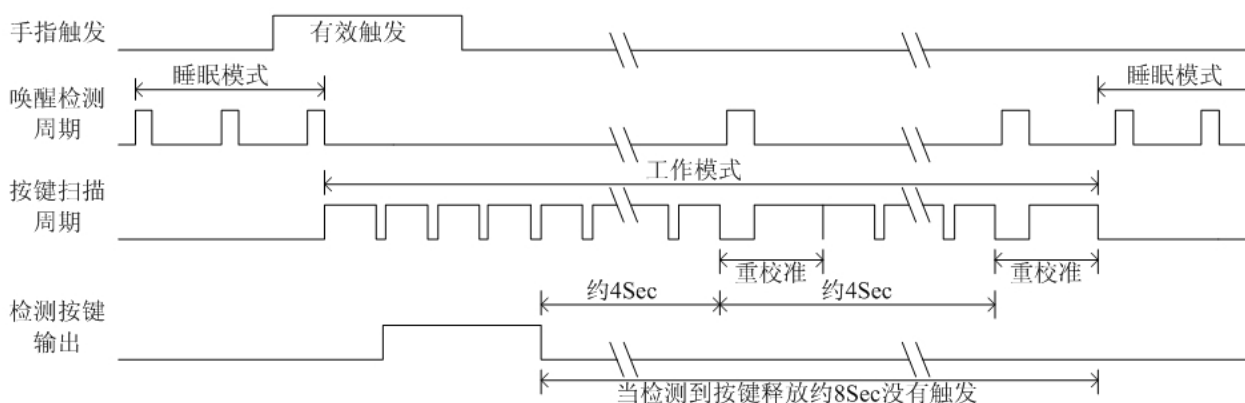 手指触发
有效触发
睡眠模式
睡眠模式
唤醒检测
周期
工作模式
按键扫描
周期
重校准
重校准
约4Sec
约4Sec
检测按键
输出
当检测到按键释放约8Sec没有触发